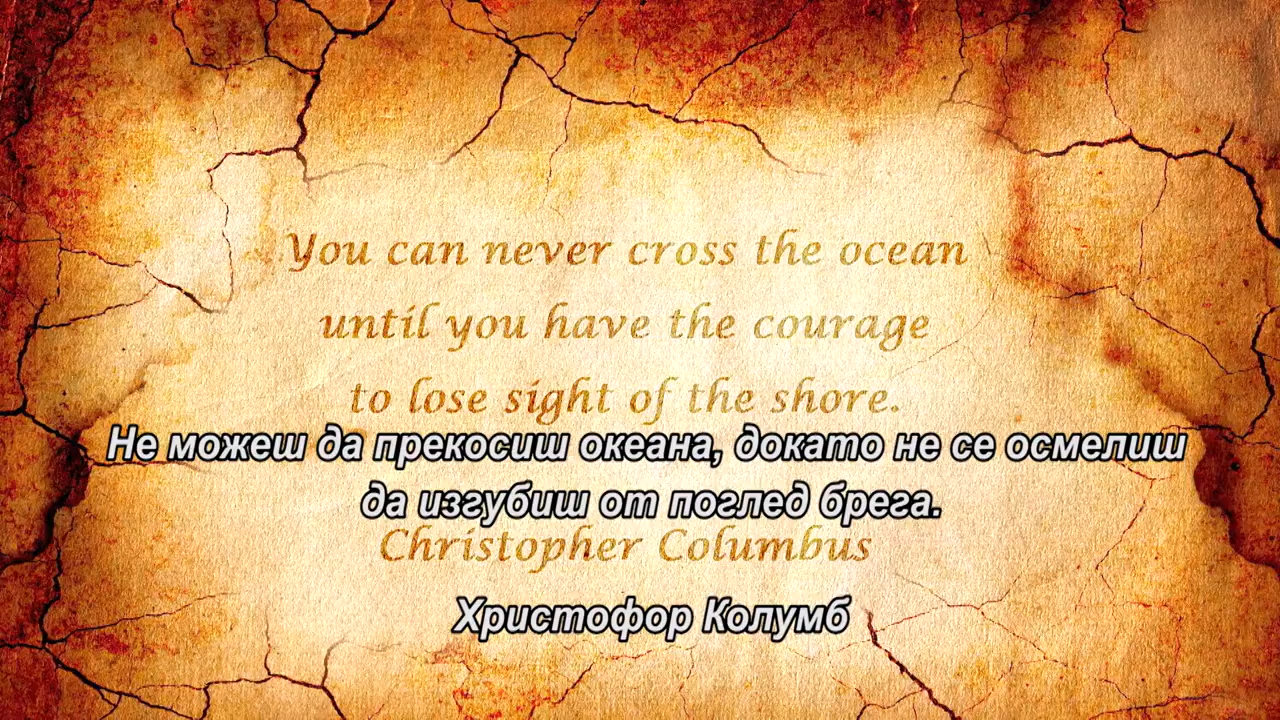 You can never cross the ocean
until you have the courage
to lose sight of the shore.
Не можеш да прекосиш океана, докато не се осмелиш
да изгубиш от поглед брега.
Christopher Columbus
Христофор Колумб